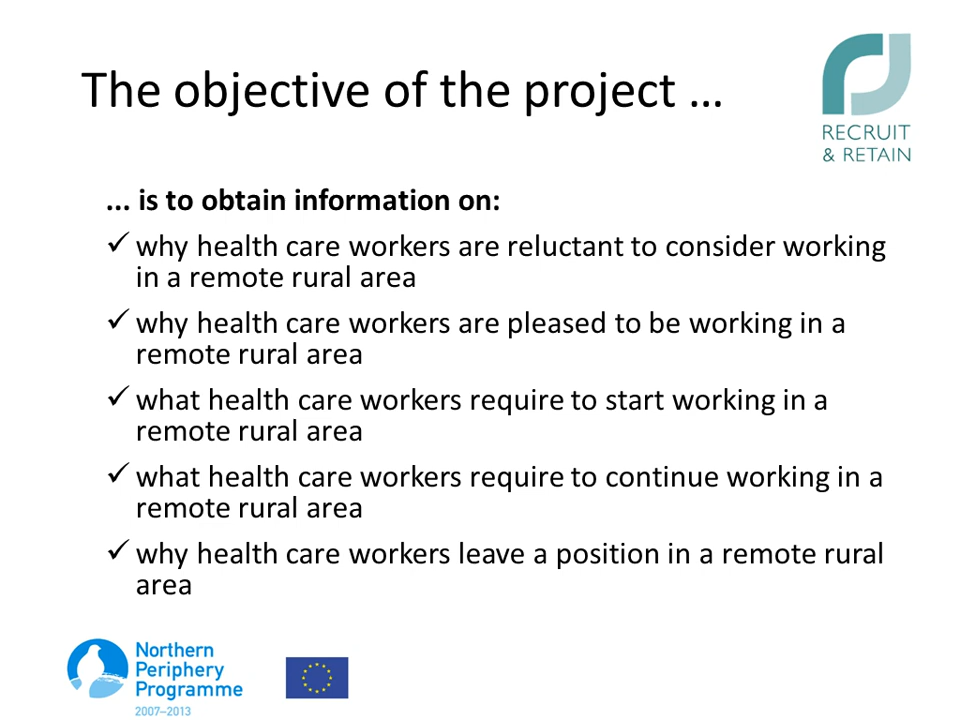 The objective of the project …
RECRUIT
& RETAIN
... is to obtain information on:
✓ why health care workers are reluctant to consider working
in a remote rural area
✓ why health care workers are pleased to be working in a
remote rural area
✓ what health care workers require to start working in a
remote rural area
✓ what health care workers require to continue working in a
remote rural area
✓ why health care workers leave a position in a remote rural
area
Northern
Periphery
Programme
2007–2013